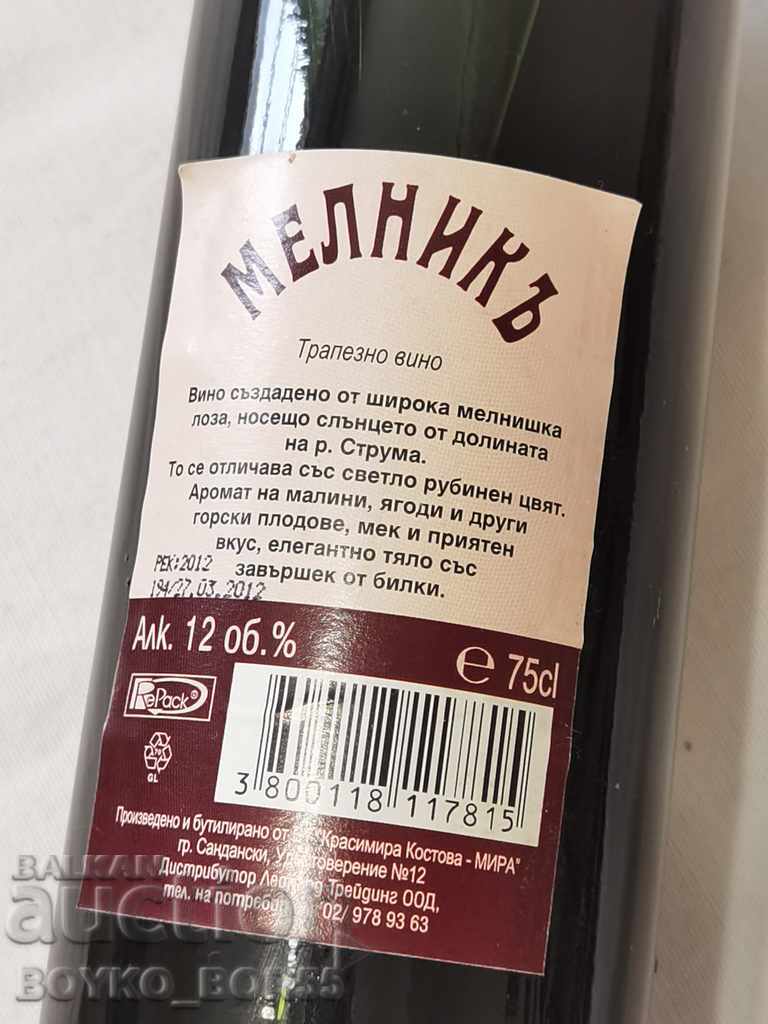 МЕЛНИКЪ
Трапезно вино
Вино създадено от широка мелнишка
лоза, носещо слънцето от долината
на р. Струма.
То се отличава със светло рубинен цвят.
Аромат на малини, ягоди и други
горски плодове, мек и приятен
вкус, елегантно тяло със
завършек от билки.
РЕК:2012
194/27.03.2012
Алк. 12 об.%
e 75cl
RePack®
70
GL
3 800118 117815
Произведено и бутилирано от "Красимира Костова - МИРА"
гр. Сандански, Удостоверение №12
Дистрибутор Трейдинг ООД,
тел. на 02/ 978 93 63
BALKAN
auction
BOYKO_BOP55